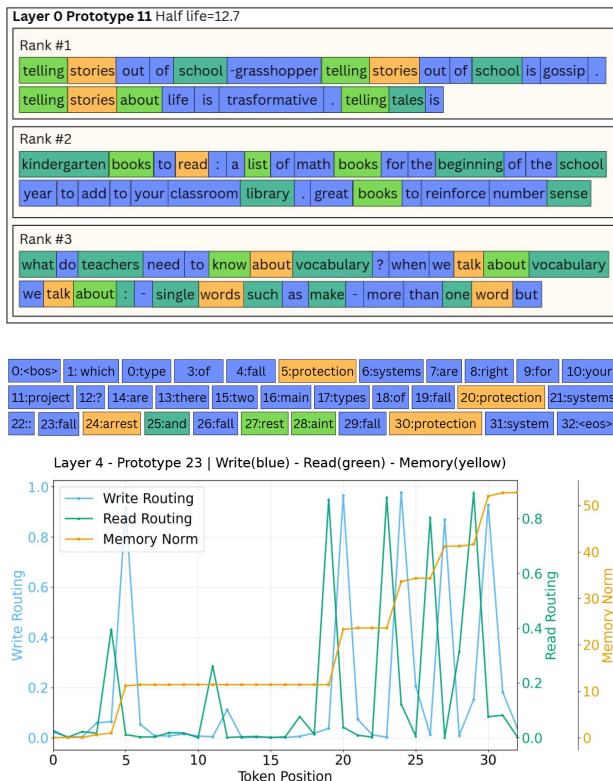 Layer 0 Prototype 11 Half life=12.7
Rank #1
telling stories out of school -grasshopper telling stories out of school is gossip .
telling stories about life is trasformative . telling tales is
Rank #2
kindergarten books to read : a list of math books for the beginning of the school
year to add to your classroom library . great books to reinforce number sense
Rank #3
what do teachers need to know about vocabulary ? when we talk about vocabulary
we talk about : - single words such as make - more than one word but
0:<bos> 1: which 0:type 3:of 4:fall 5:protection 6:systems 7:are 8:right 9:for 10:your
11:project 12:? 14:are 13:there 15:two 16:main 17:types 18:of 19:fall 20:protection 21:systems
22:: 23:fall 24:arrest 25:and 26:fall 27:rest 28:aint 29:fall 30:protection 31:system 32:<eos>
Layer 4 - Prototype 23 | Write(blue) - Read(green) - Memory(yellow)
Write Routing
Read Routing
Memory Norm
1.0
0.8
0.6
0.4
0.2
0.0
Write Routing
0.8
0.6
0.4
0.2
0.0
Read Routing
50
40
30
20
10
0
Memory Norm
0 5 10 15 20 25 30
Token Position